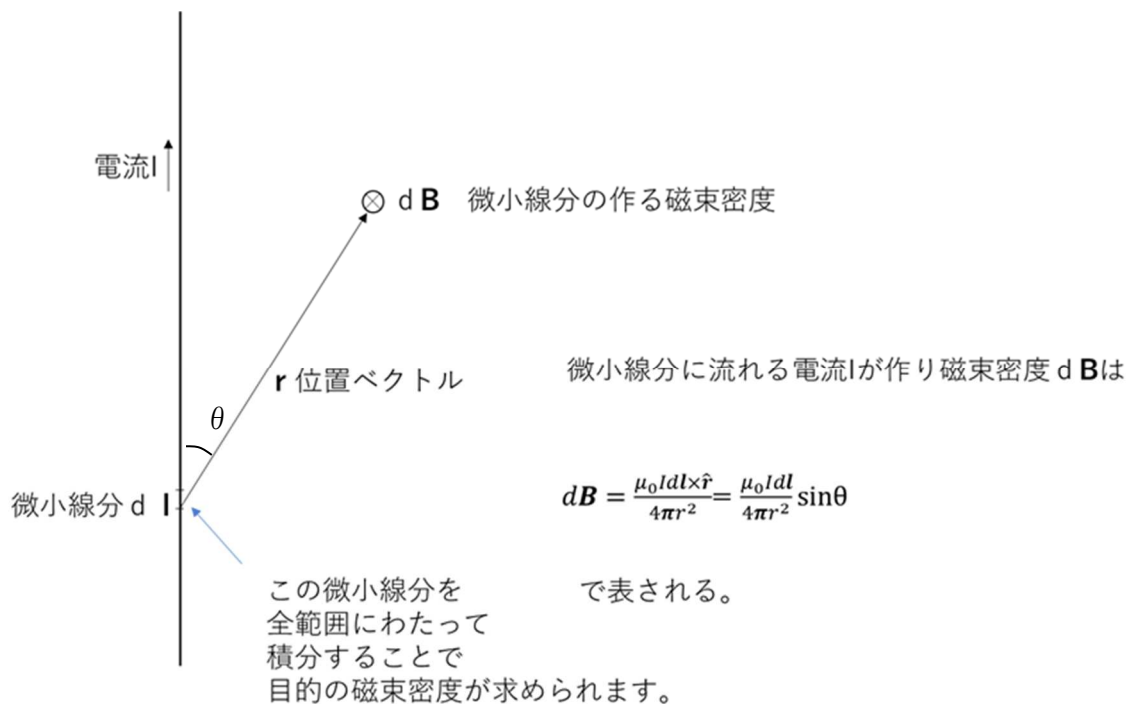 電流I
d B 微小線分の作る磁束密度
r 位置ベクトル
微小線分に流れる電流Iが作り磁束密度d Bは
θ
微小線分d l
dB = μ₀Idl×r̂/4πr² = μ₀Idl/4πr² sinθ
この微小線分を
全範囲にわたって
積分することで
目的の磁束密度が求められます。
で表される。